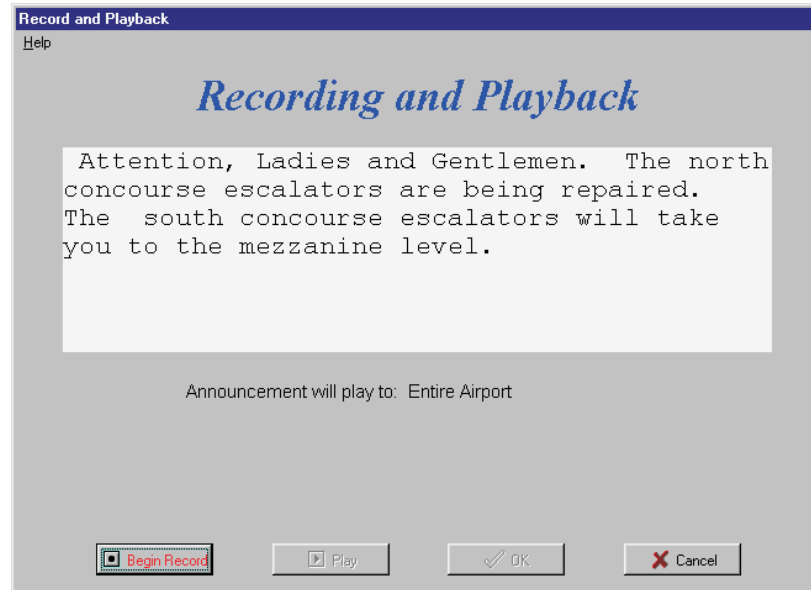 Record and Playback
Help
Recording and Playback
Attention, Ladies and Gentlemen.  The north
concourse escalators are being repaired.
The  south concourse escalators will take
you to the mezzanine level.
Announcement will play to:  Entire Airport
Begin Record
Play
OK
Cancel